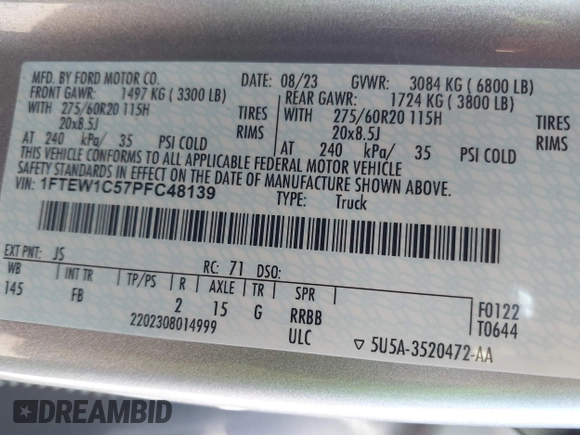 MFD. BY FORD MOTOR CO.
DATE: 08/23 GVWR: 3084 KG ( 6800 LB)
FRONT GAWR: 1497 KG ( 3300 LB) REAR GAWR: 1724 KG ( 3800 LB)
WITH 275/60R20 115H TIRES WITH 275/60R20 115H TIRES
20x8.5J RIMS 20x8.5J RIMS
AT 240 kPa/ 35 PSI COLD AT 240 kPa/ 35 PSI COLD
THIS VEHICLE CONFORMS TO ALL APPLICABLE FEDERAL MOTOR VEHICLE
SAFETY STANDARDS IN EFFECT ON THE DATE OF MANUFACTURE SHOWN ABOVE.
VIN: 1FTEW1C57PFC48139
TYPE: Truck
EXT PNT: JS RC: 71 DSO:
WB INT TR TP/PS R AXLE TR SPR
145 FB 2 15 G RRBB
2202308014999 ULC
F0122
T0644
▽ 5U5A-3520472-AA
DREAMBID